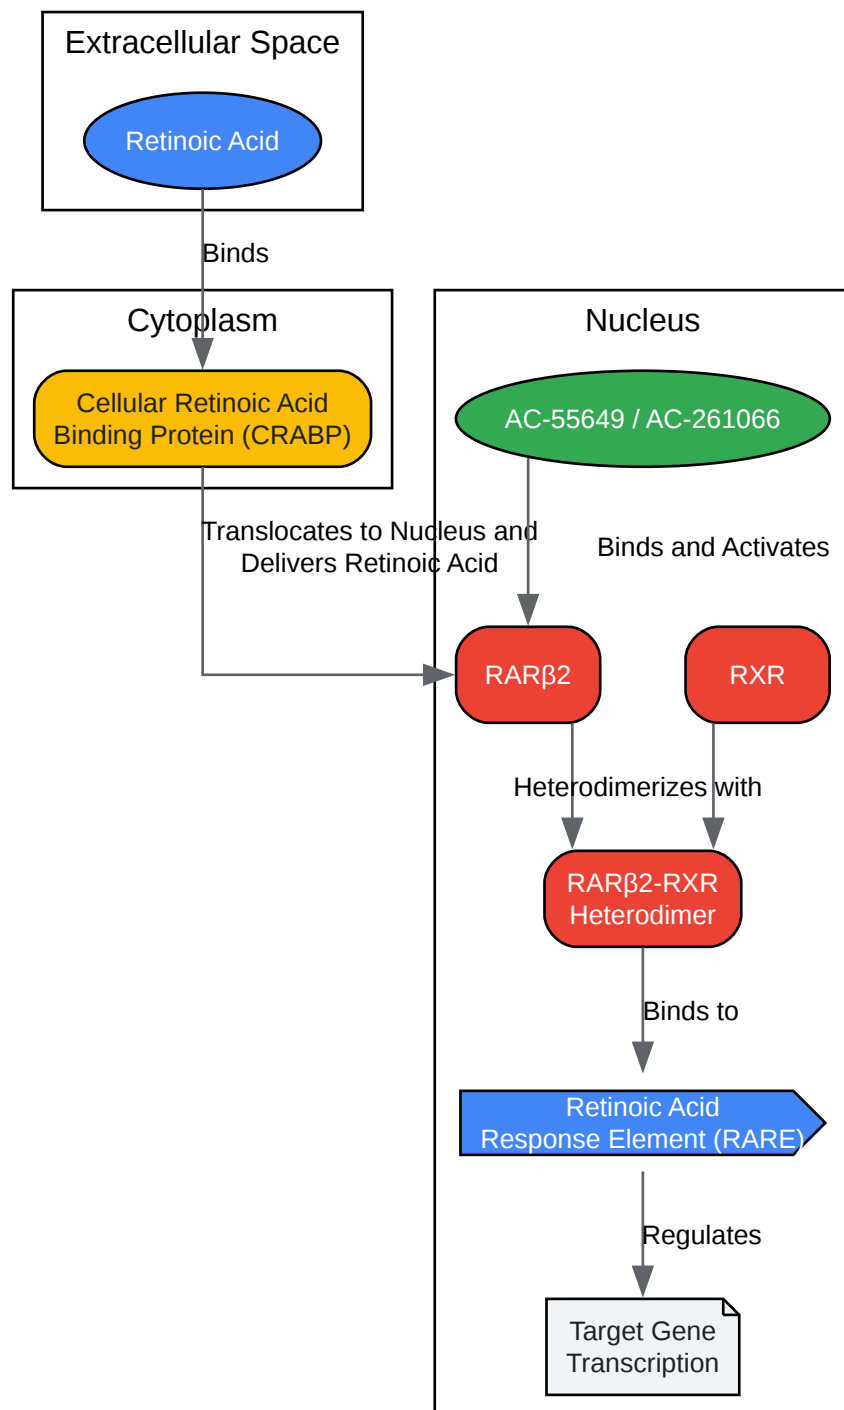 Extracellular Space
Retinoic Acid
Binds
Cytoplasm
Cellular Retinoic Acid
Binding Protein (CRABP)
Nucleus
AC-55649 / AC-261066
Translocates to Nucleus and
Delivers Retinoic Acid
Binds and Activates
RARβ2
RXR
Heterodimerizes with
RARβ2-RXR
Heterodimer
Binds to
Retinoic Acid
Response Element (RARE)
Regulates
Target Gene
Transcription